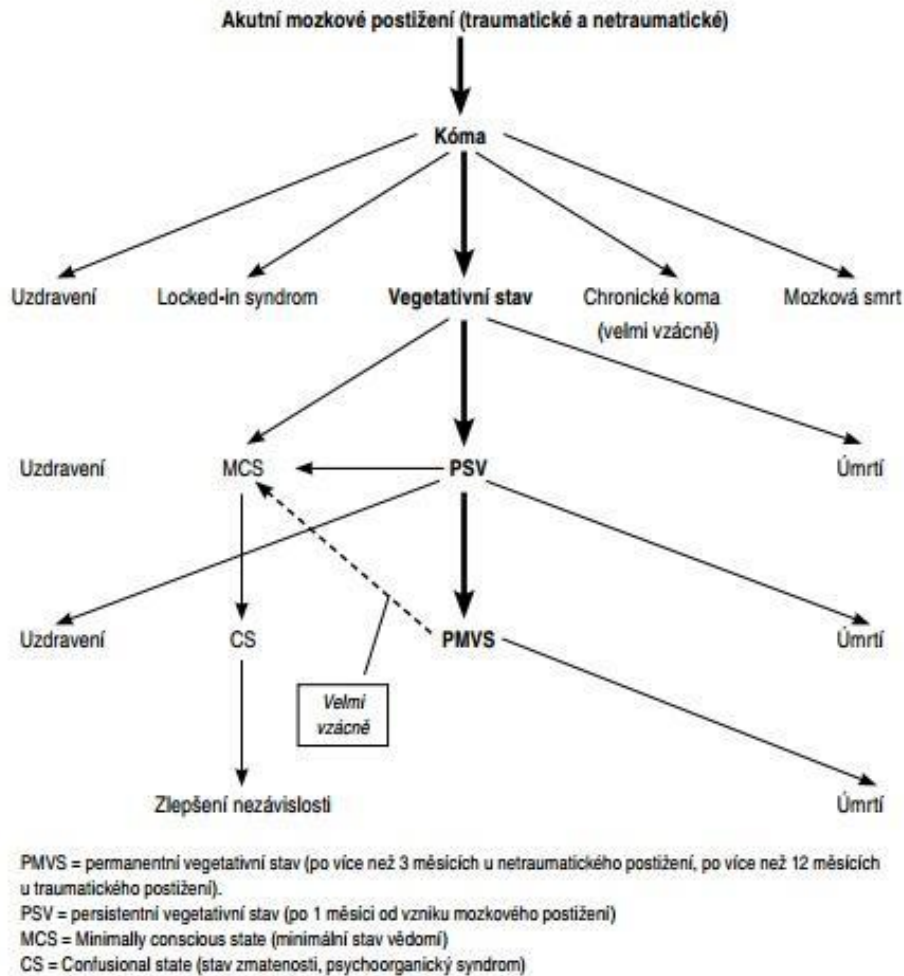 Akutní mozkové postižení (traumatické a netraumatické)
Kóma
Uzdravení Locked-in syndrom Vegetativní stav Chronické koma Mozková smrt
(velmi vzácně)
Uzdravení MCS PSV Úmrtí
Uzdravení CS PMVS Úmrtí
Velmi
vzácně
Zlepšení nezávislosti Úmrtí
PMVS = permanentní vegetativní stav (po více než 3 měsících u netraumatického postižení, po více než 12 měsících
u traumatického postižení).
PSV = persistentní vegetativní stav (po 1 měsíci od vzniku mozkového postižení)
MCS = Minimally conscious state (minimální stav vědomí)
CS = Confusional state (stav zmatenosti, psychoorganický syndrom)